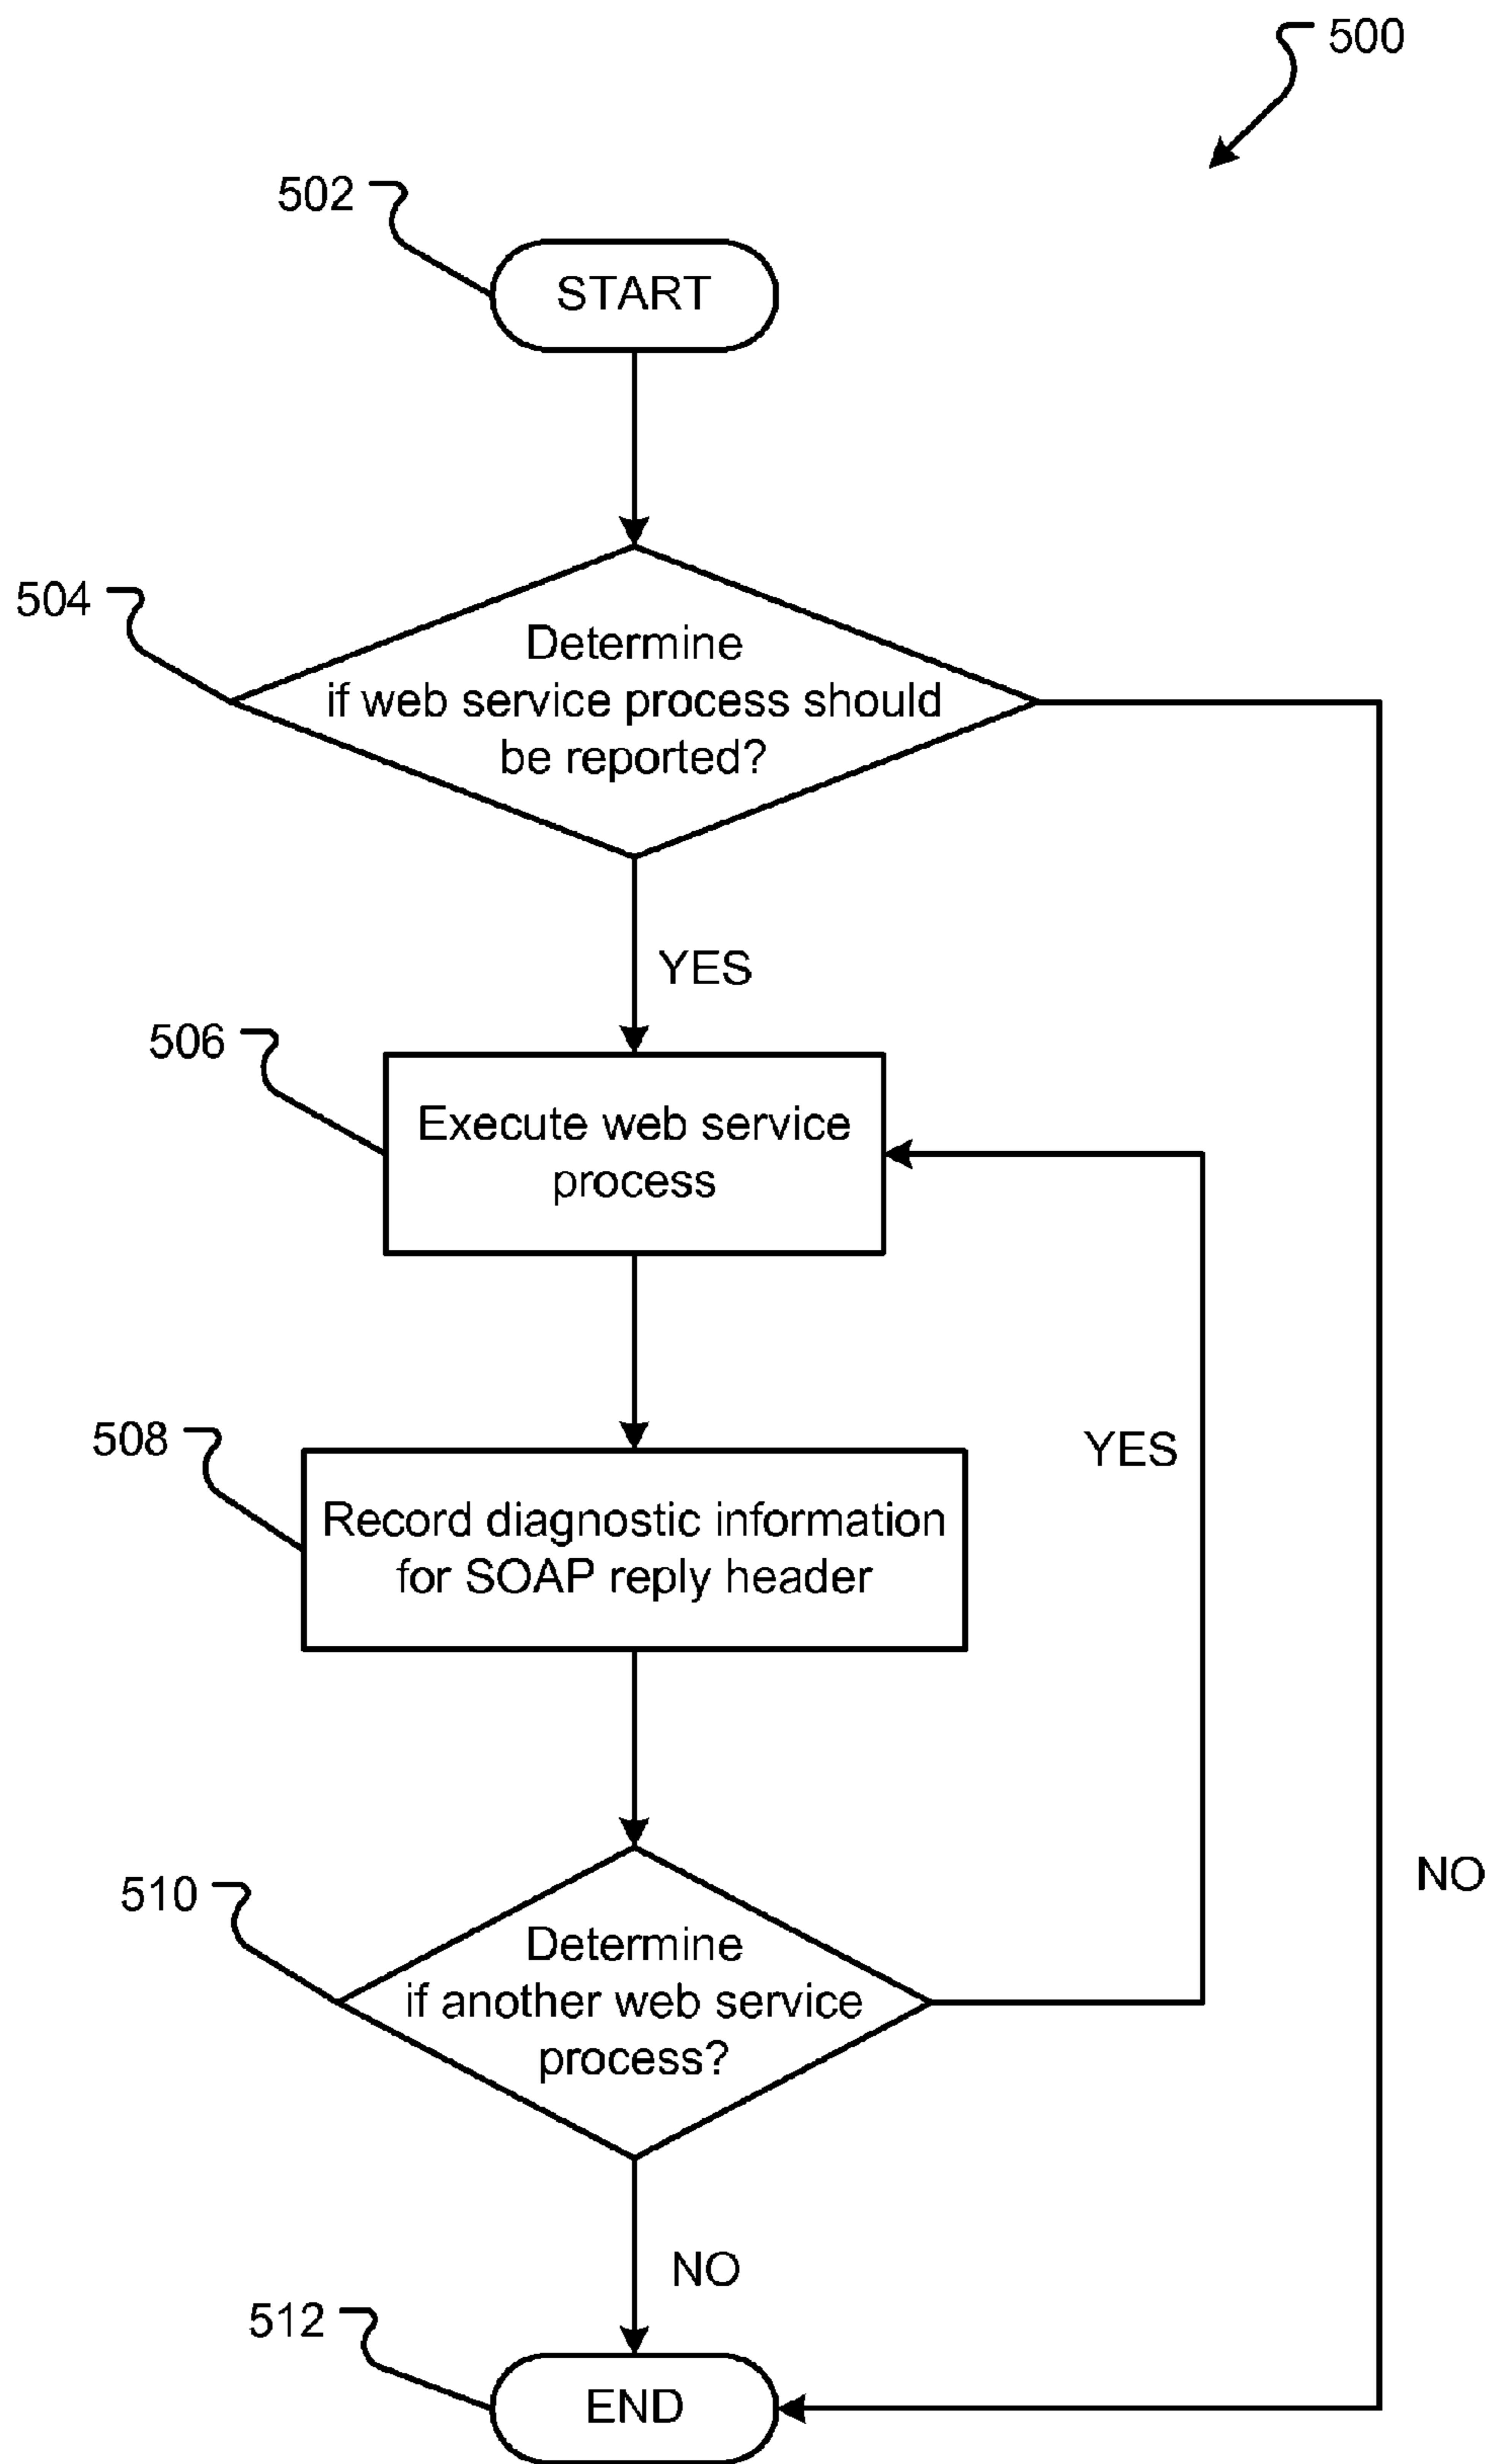 500
502
START
504
Determine
if web service process should
be reported?
YES
506
Execute web service
process
508
Record diagnostic information
for SOAP reply header
YES
510
Determine
if another web service
process?
NO
NO
512
END